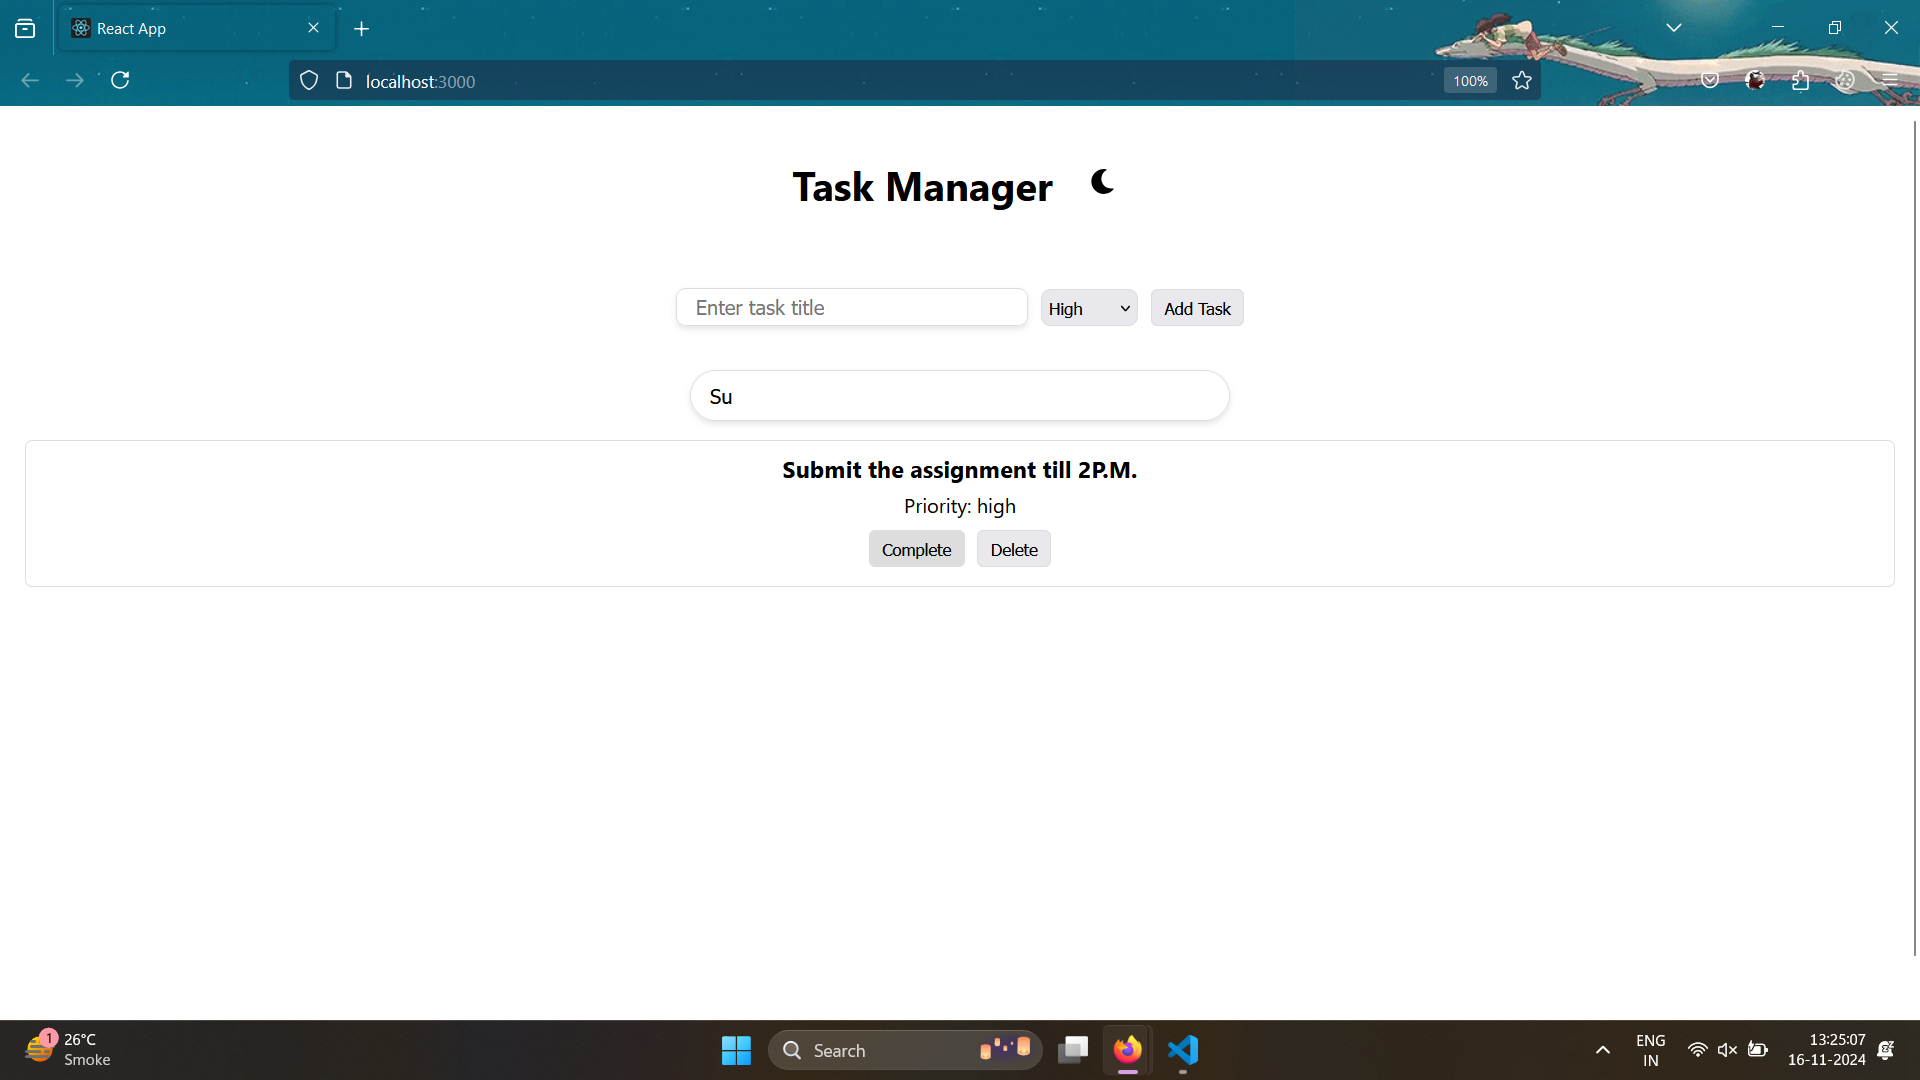 React App
localhost:3000
100%
Task Manager
Enter task title
High
Add Task
Su
Submit the assignment till 2P.M.
Priority: high
Complete
Delete
1
26°C
Smoke
Search
ENG
IN
13:25:07
16-11-2024